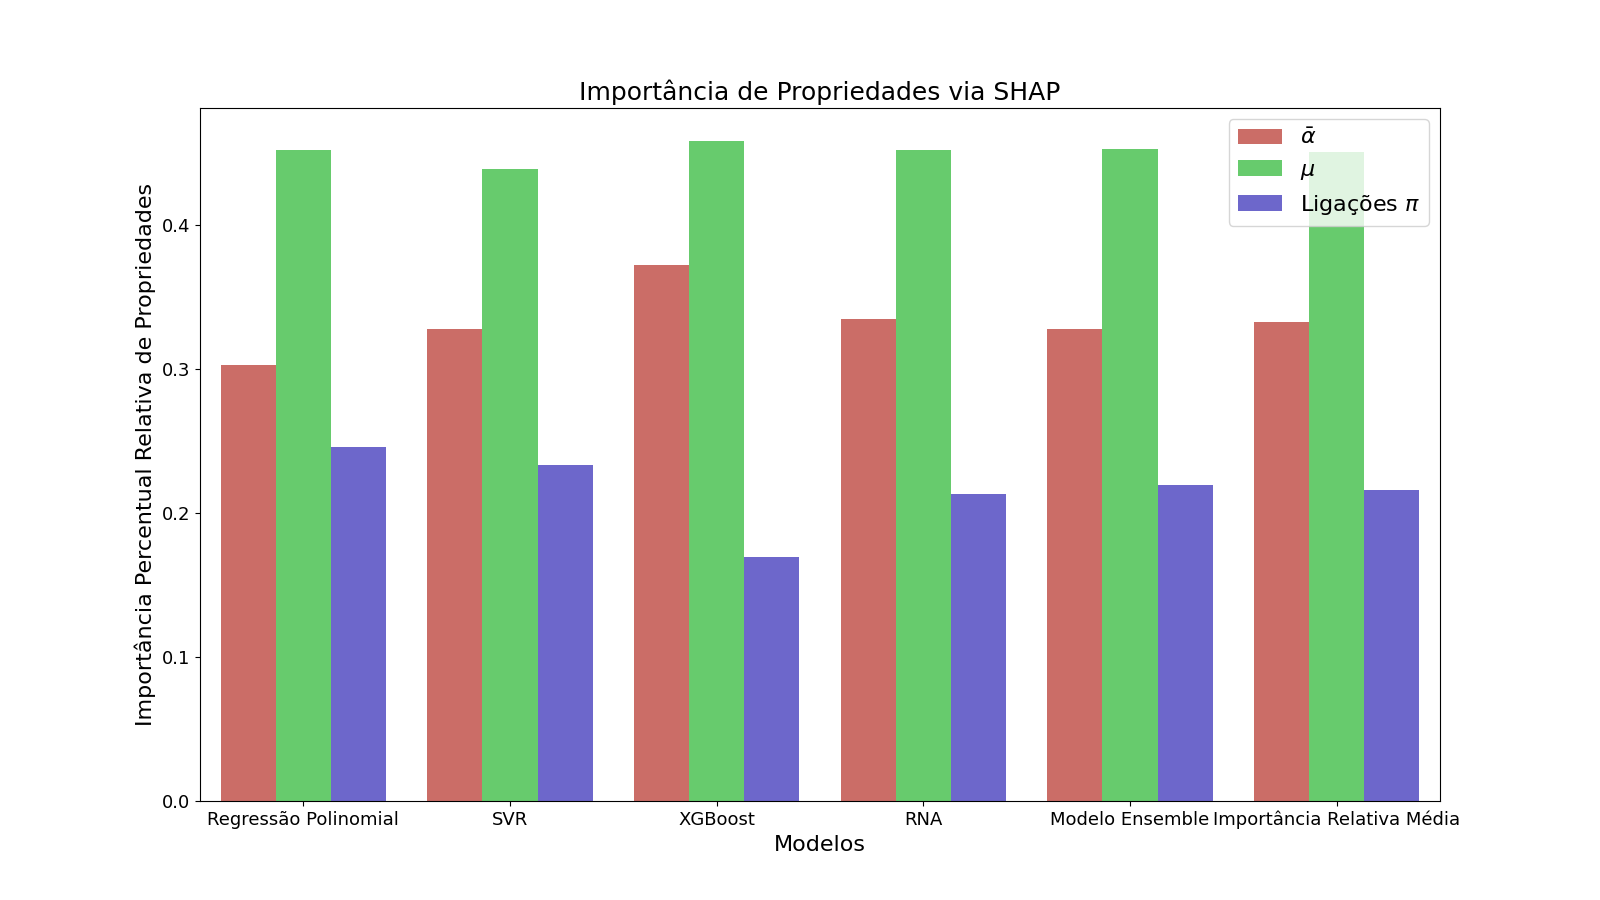 Importância de Propriedades via SHAP
Importância Percentual Relativa de Propriedades
0.4
0.3
0.2
0.1
0.0
ᾱ
μ
Ligações π
Regressão Polinomial
SVR
XGBoost
RNA
Modelo Ensemble
Importância Relativa Média
Modelos